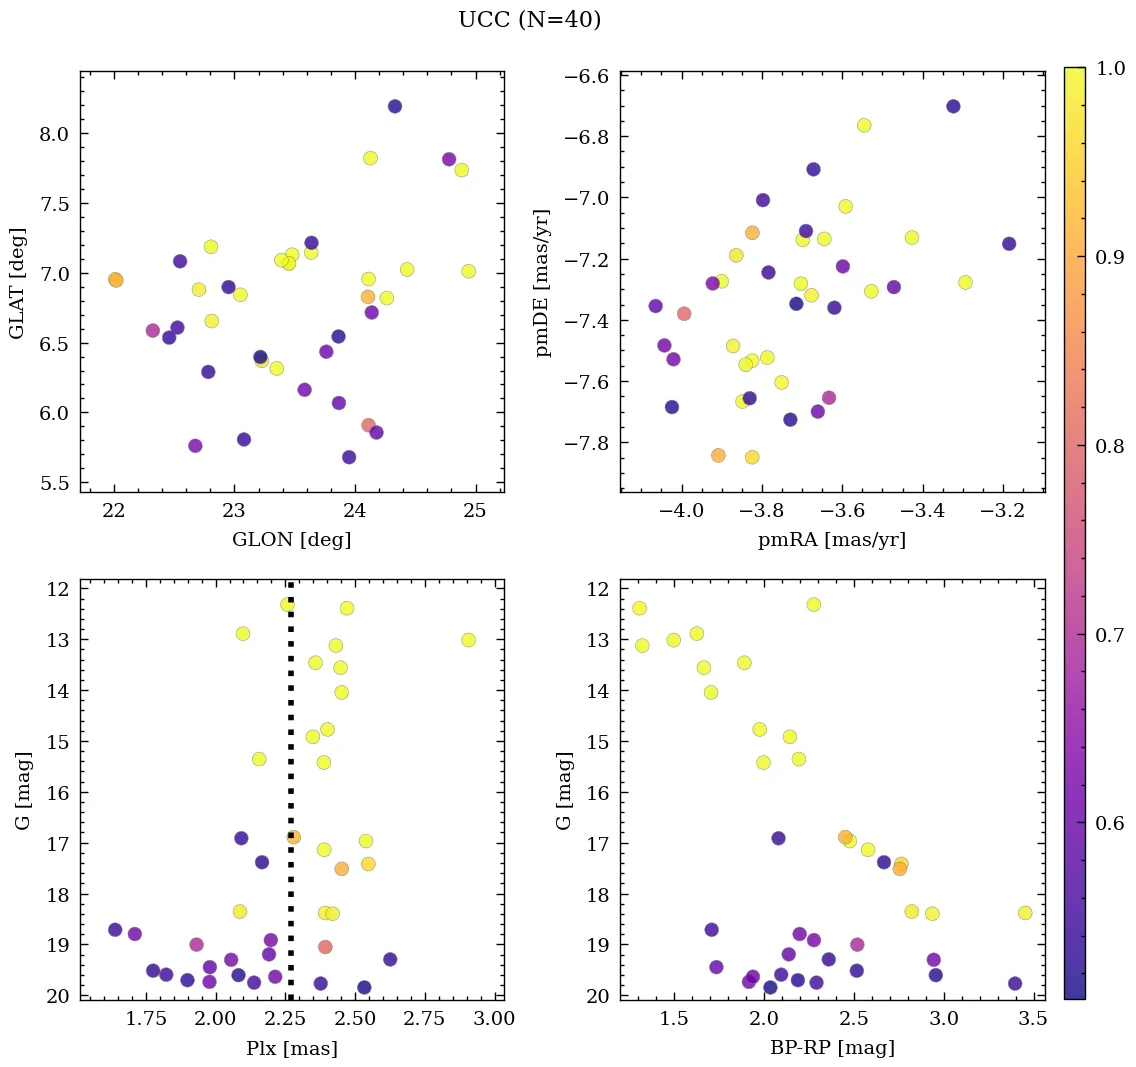 UCC (N=40)
8.0
7.5
7.0
6.5
6.0
5.5
GLAT [deg]
22 23 24 25
GLON [deg]
−6.6
−6.8
−7.0
−7.2
−7.4
−7.6
−7.8
pmDE [mas/yr]
−4.0 −3.8 −3.6 −3.4 −3.2
pmRA [mas/yr]
12
13
14
15
16
17
18
19
20
G [mag]
1.75 2.00 2.25 2.50 2.75 3.00
Plx [mas]
12
13
14
15
16
17
18
19
20
G [mag]
1.5 2.0 2.5 3.0 3.5
BP-RP [mag]
1.0
0.9
0.8
0.7
0.6